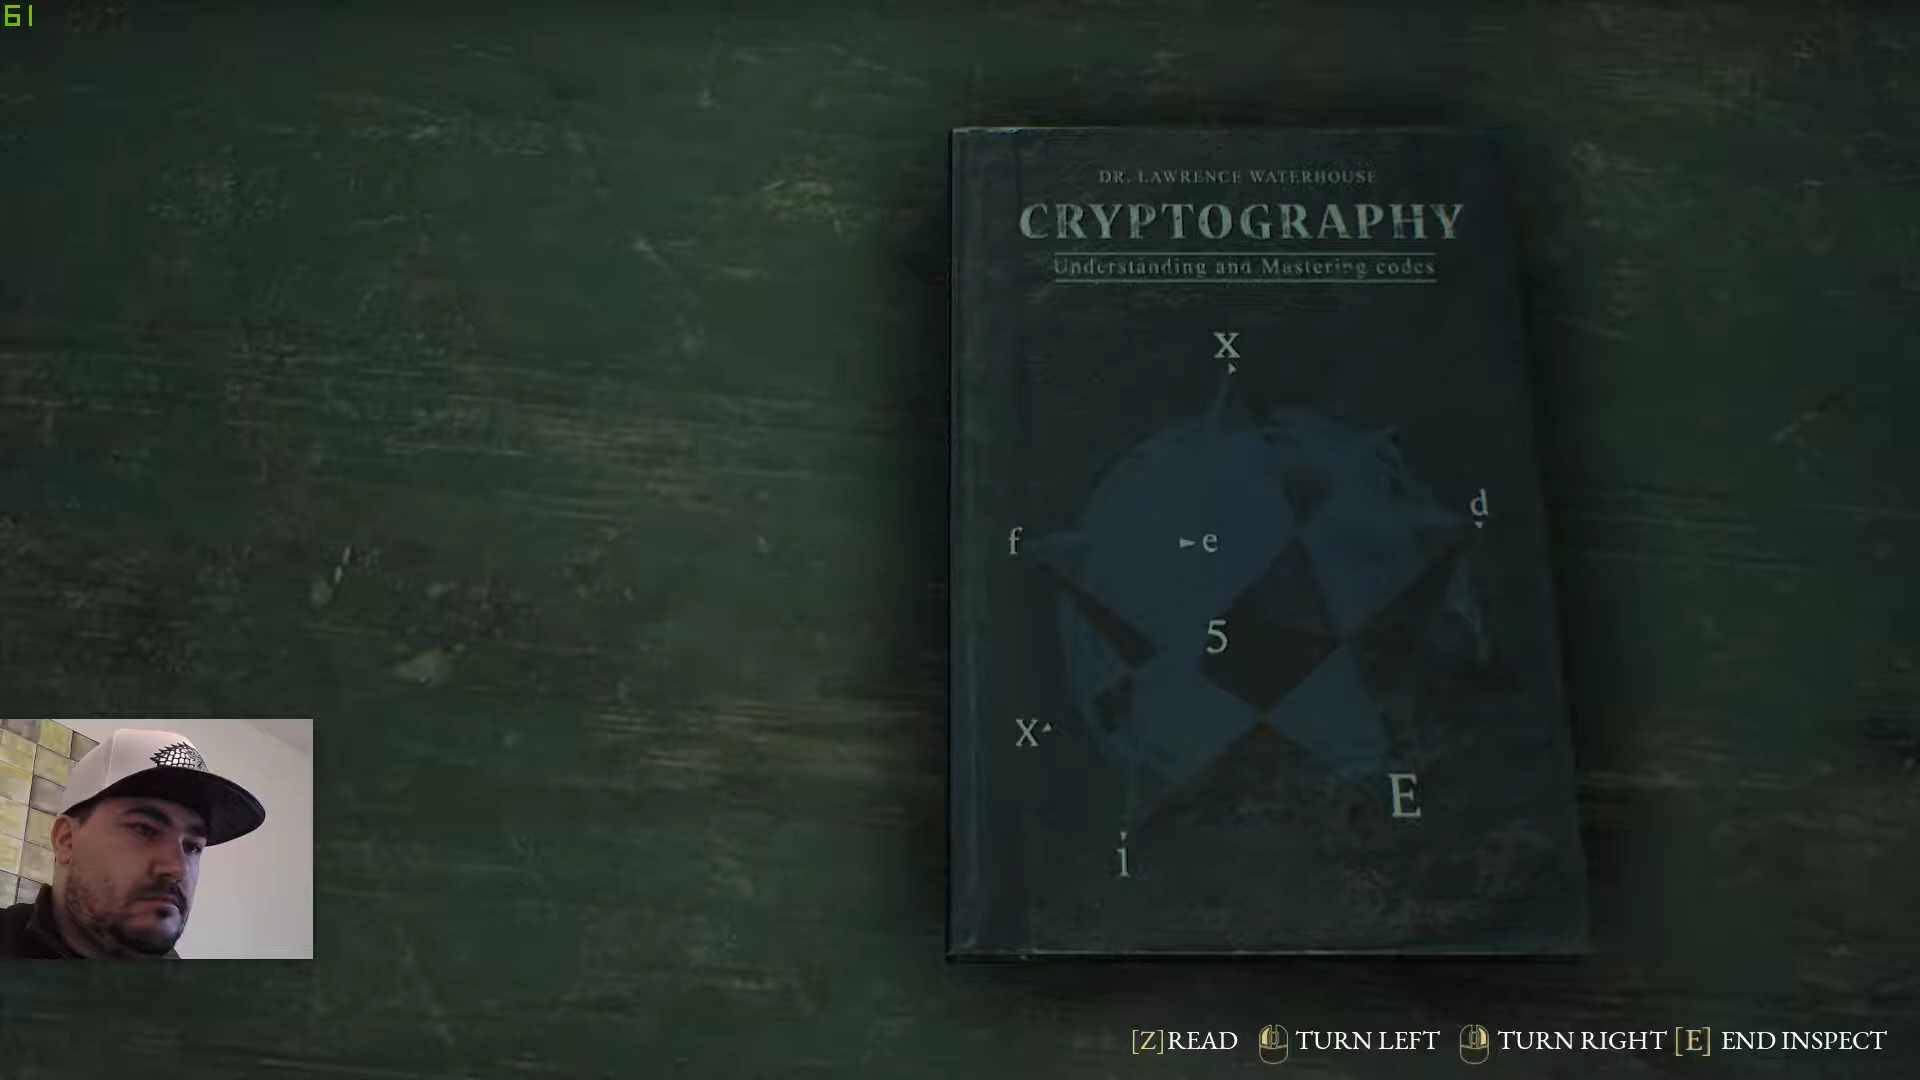 61
DR. LAWRENCE WATERHOUSE
CRYPTOGRAPHY
Understanding and Mastering codes
X
d
f
e
5
X
E
i
[Z]READ TURN LEFT TURN RIGHT [E] END INSPECT